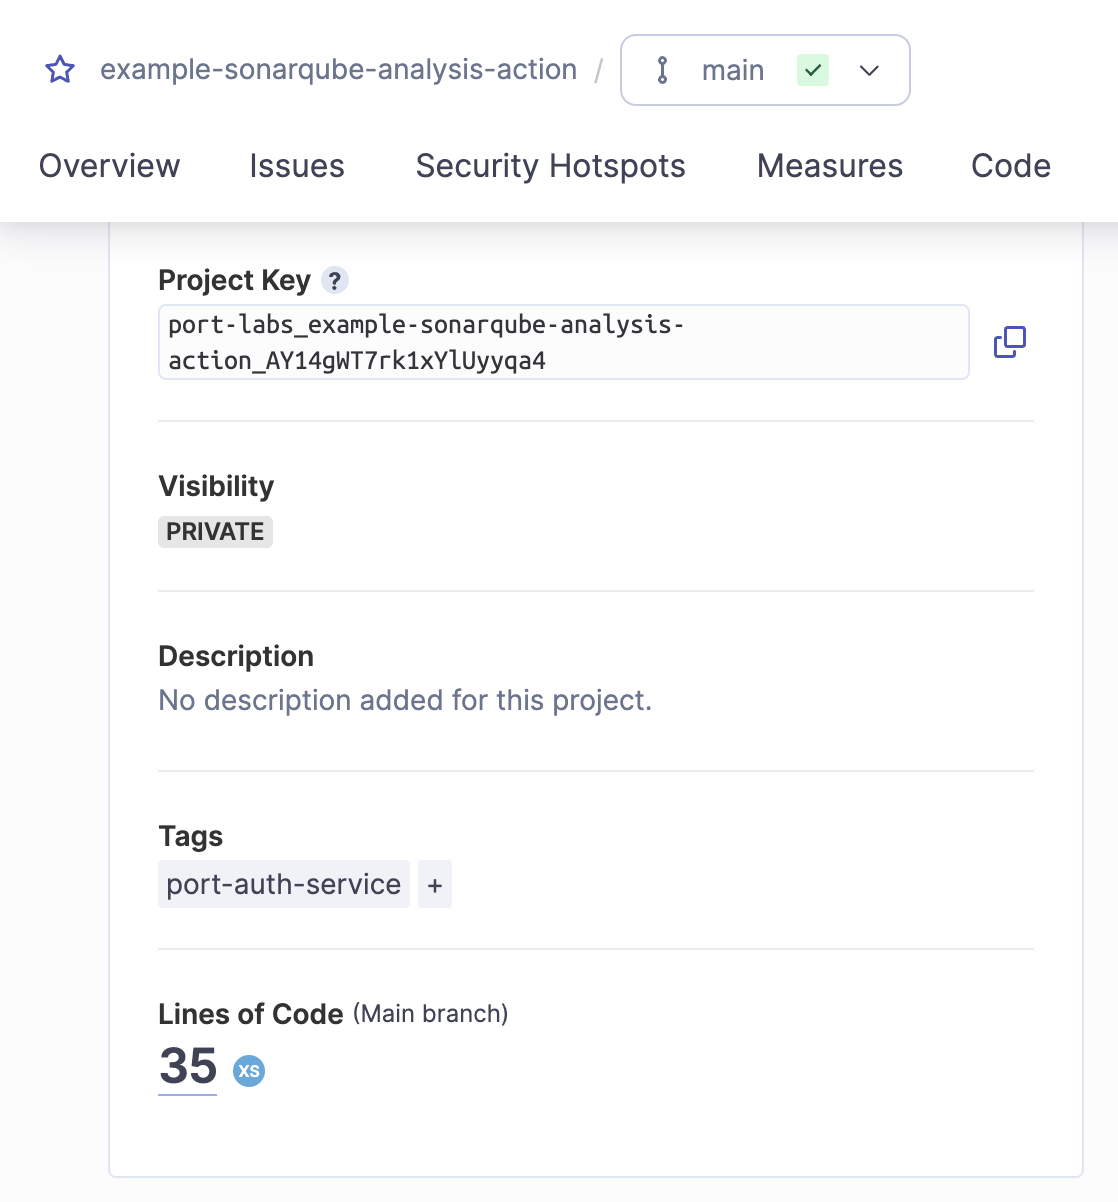 example-sonarqube-analysis-action / main
Overview Issues Security Hotspots Measures Code
Project Key ?
port-labs_example-sonarqube-analysis-
action_AY14gWT7rk1xYlUyyqa4
Visibility
PRIVATE
Description
No description added for this project.
Tags
port-auth-service +
Lines of Code (Main branch)
35 XS